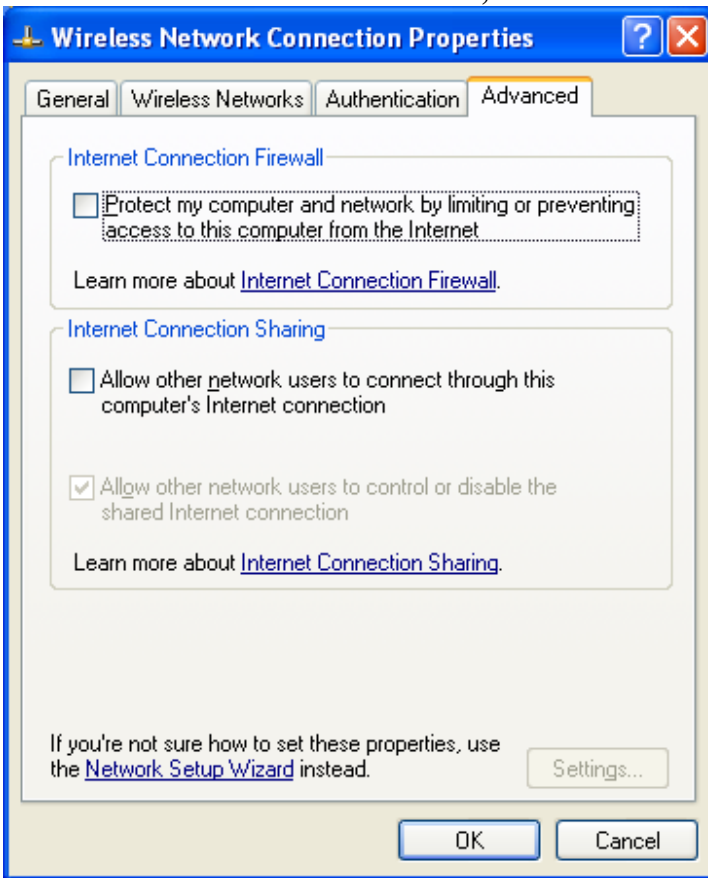 Wireless Network Connection Properties
General Wireless Networks Authentication Advanced
Internet Connection Firewall
Protect my computer and network by limiting or preventing
access to this computer from the Internet
Learn more about Internet Connection Firewall.
Internet Connection Sharing
Allow other network users to connect through this
computer's Internet connection
Allow other network users to control or disable the
shared Internet connection
Learn more about Internet Connection Sharing.
If you're not sure how to set these properties, use
the Network Setup Wizard instead.
Settings...
OK Cancel